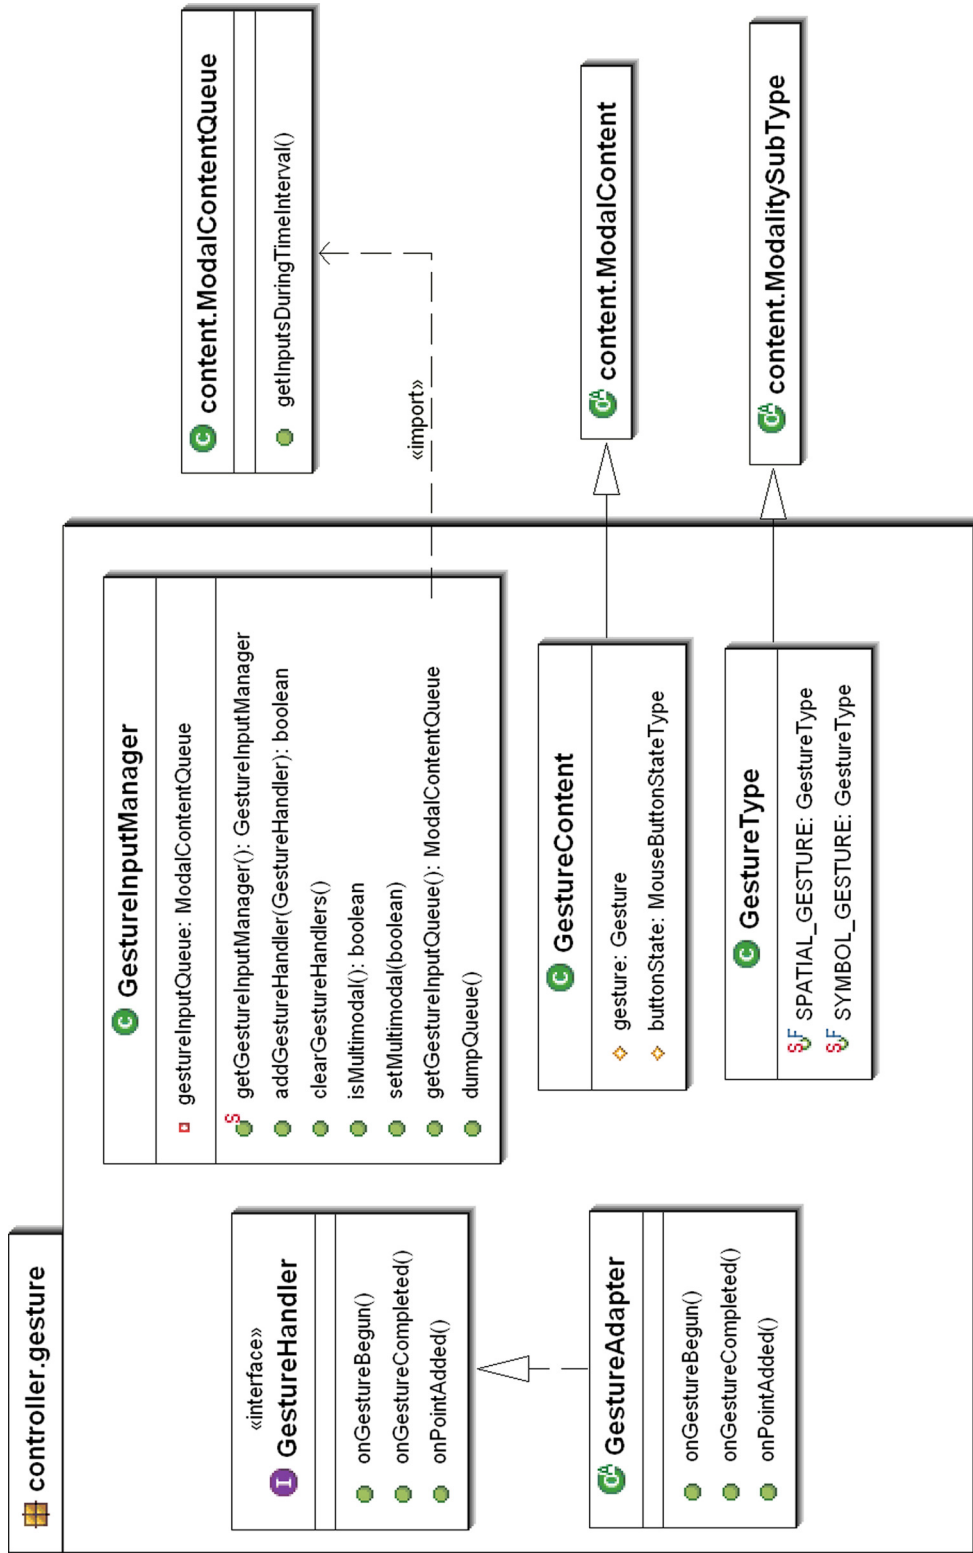 controller.gesture
«interface»
GestureHandler
onGestureBegun()
onGestureCompleted()
onPointAdded()
GestureAdapter
onGestureBegun()
onGestureCompleted()
onPointAdded()
GestureInputManager
gestureInputQueue: ModalContentQueue
getGestureInputManager(): GestureInputManager
addGestureHandler(GestureHandler): boolean
clearGestureHandlers()
isMultimodal(): boolean
setMultimodal(boolean)
getGestureInputQueue(): ModalContentQueue
dumpQueue()
GestureContent
gesture: Gesture
buttonState: MouseButtonStateType
GestureType
SPATIAL_GESTURE: GestureType
SYMBOL_GESTURE: GestureType
«import»
content.ModalContentQueue
getInputsDuringTimeInterval()
content.ModalContent
content.ModalitySubType